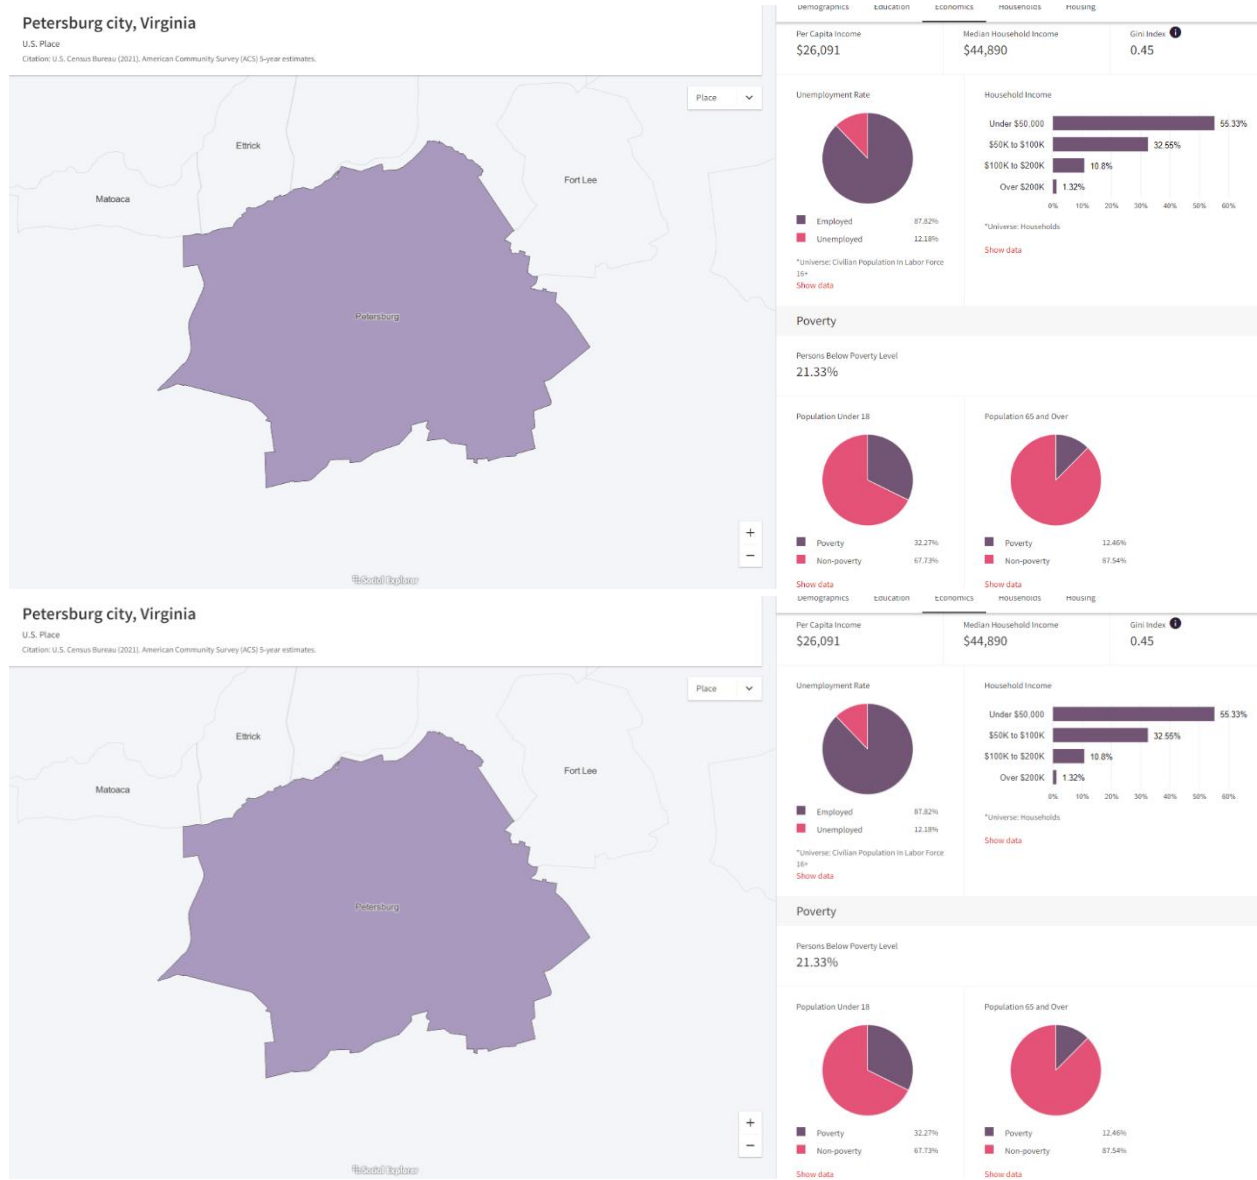 Petersburg city, Virginia
U.S. Place
Citation: U.S. Census Bureau (2021). American Community Survey (ACS) 5-year estimates.
Place
Ettrick
Matoaca
Fort Lee
Petersburg
+
−
Social Explorer
Demographics Education Economics Households Housing
Per Capita Income
$26,091
Median Household Income
$44,890
Gini Index i
0.45
Unemployment Rate
Employed 87.82%
Unemployed 12.18%
*Universe: Civilian Population In Labor Force
16+
Show data
Household Income
Under $50,000 55.33%
$50K to $100K 32.55%
$100K to $200K 10.8%
Over $200K 1.32%
0% 10% 20% 30% 40% 50% 60%
*Universe: Households
Show data
Poverty
Persons Below Poverty Level
21.33%
Population Under 18
Poverty 32.27%
Non-poverty 67.73%
Show data
Population 65 and Over
Poverty 12.46%
Non-poverty 87.54%
Show data
Petersburg city, Virginia
U.S. Place
Citation: U.S. Census Bureau (2021). American Community Survey (ACS) 5-year estimates.
Place
Ettrick
Matoaca
Fort Lee
Petersburg
+
−
Social Explorer
Demographics Education Economics Households Housing
Per Capita Income
$26,091
Median Household Income
$44,890
Gini Index i
0.45
Unemployment Rate
Employed 87.82%
Unemployed 12.18%
*Universe: Civilian Population In Labor Force
16+
Show data
Household Income
Under $50,000 55.33%
$50K to $100K 32.55%
$100K to $200K 10.8%
Over $200K 1.32%
0% 10% 20% 30% 40% 50% 60%
*Universe: Households
Show data
Poverty
Persons Below Poverty Level
21.33%
Population Under 18
Poverty 32.27%
Non-poverty 67.73%
Show data
Population 65 and Over
Poverty 12.46%
Non-poverty 87.54%
Show data